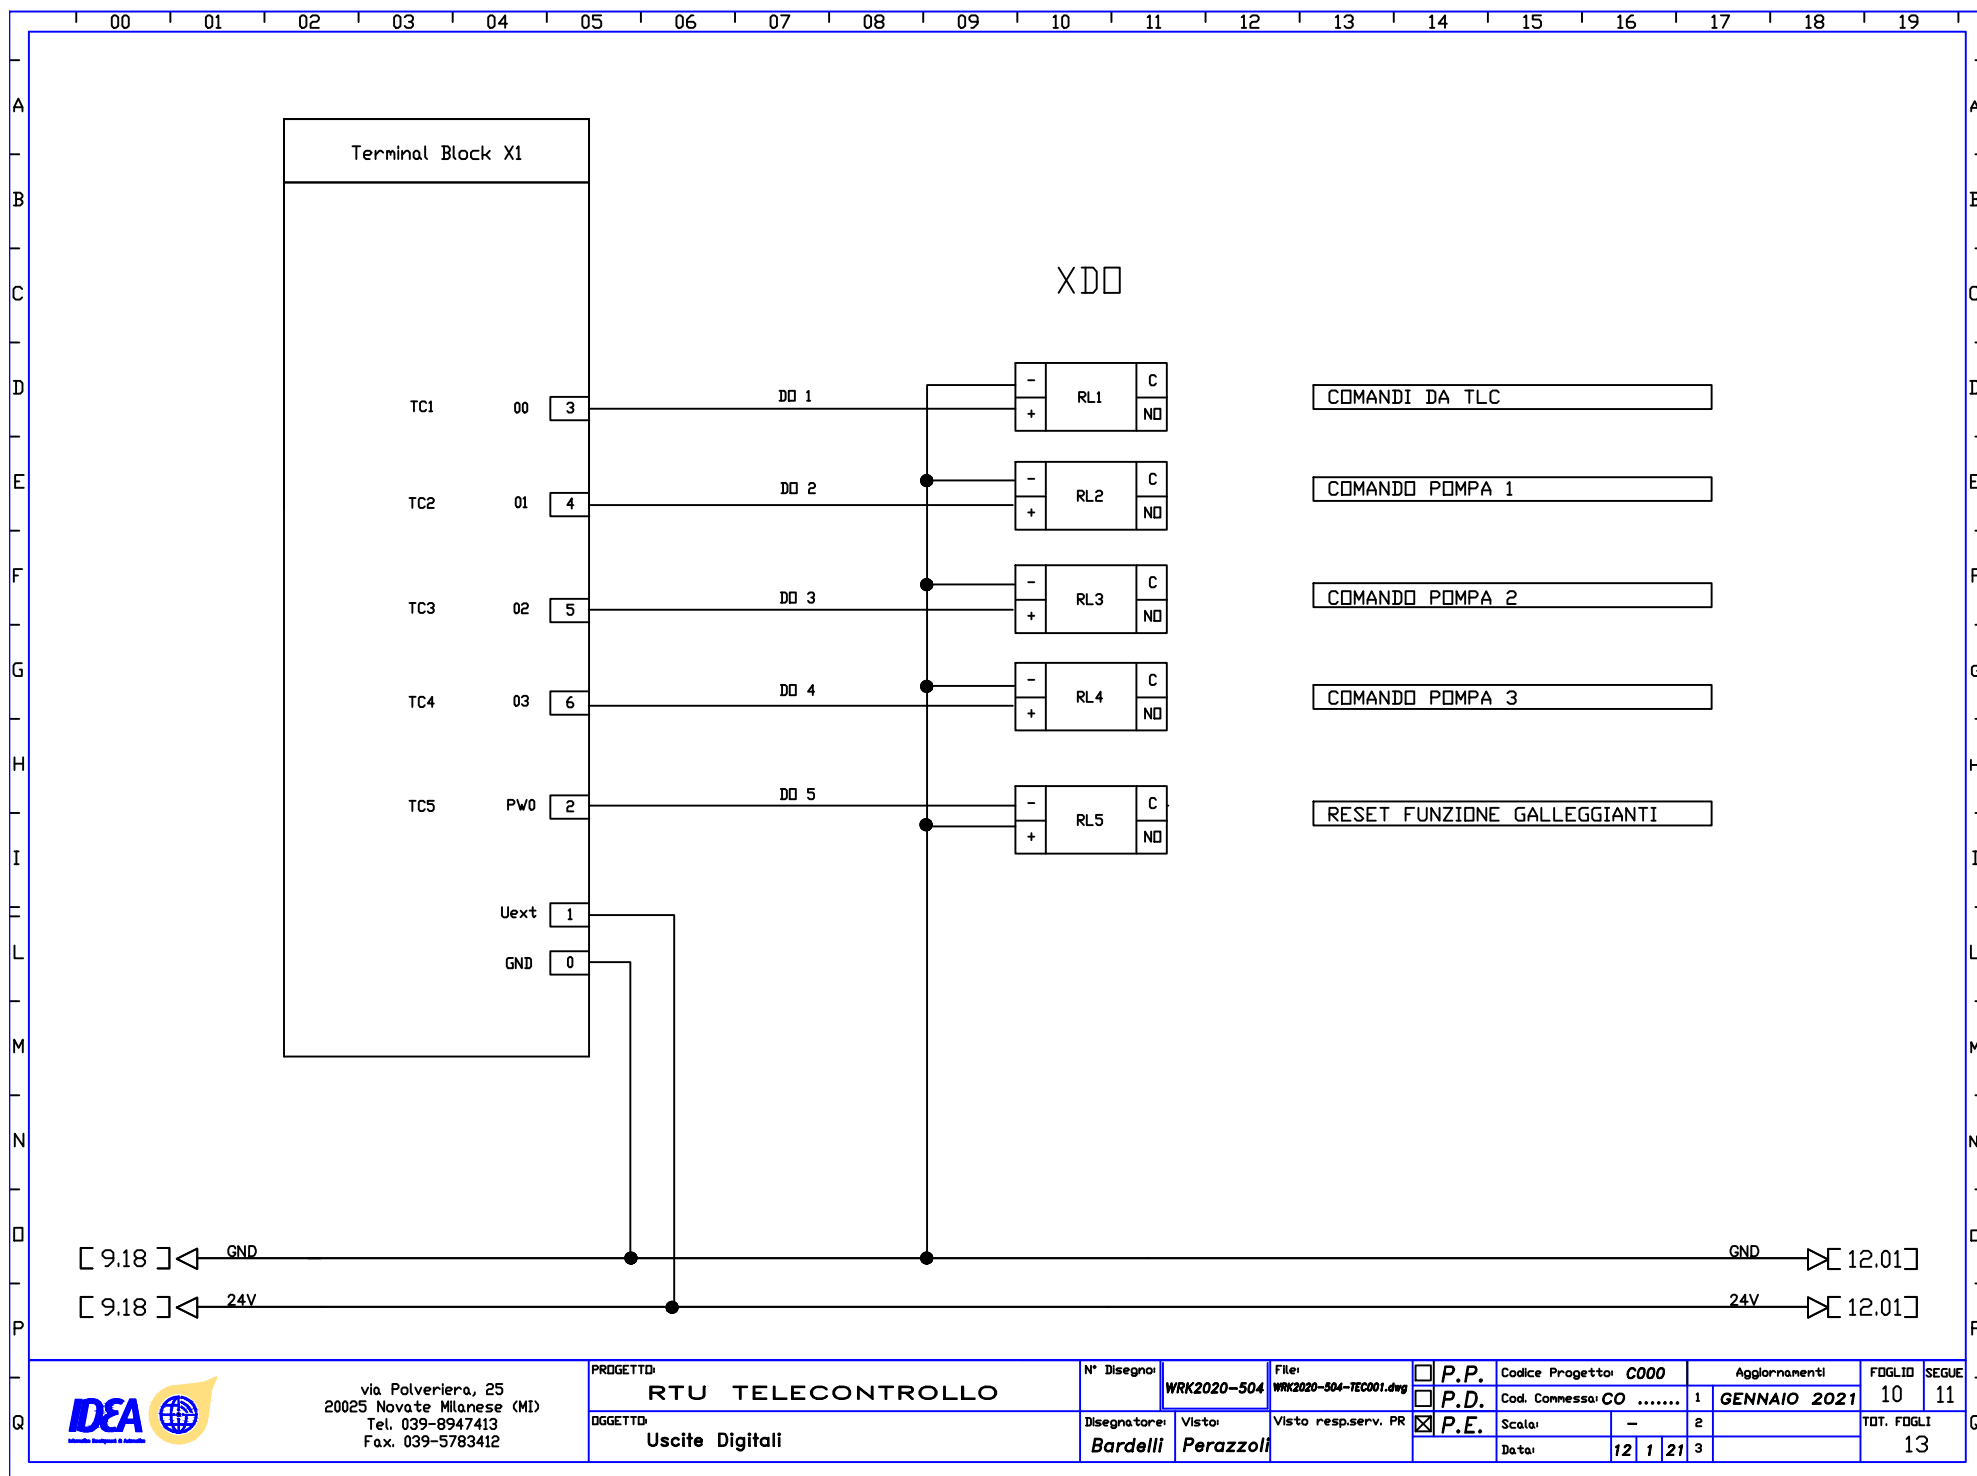 00 01 02 03 04 05 06 07 08 09 10 11 12 13 14 15 16 17 18 19
A
B
C
D
E
F
G
H
I
L
M
N
O
P
Q
Terminal Block X1
XDO
TC1 00 3 DO 1 - + RL1 C NO COMANDI DA TLC
TC2 01 4 DO 2 - + RL2 C NO COMANDO POMPA 1
TC3 02 5 DO 3 - + RL3 C NO COMANDO POMPA 2
TC4 03 6 DO 4 - + RL4 C NO COMANDO POMPA 3
TC5 PW0 2 DO 5 - + RL5 C NO RESET FUNZIONE GALLEGGIANTI
Uext 1
GND 0
[ 9.18 ] GND GND [ 12.01]
[ 9.18 ] 24V 24V [ 12.01]
IDEA
via Polveriera, 25
20025 Novate Milanese (MI)
Tel. 039-8947413
Fax. 039-5783412
PROGETTO:
RTU TELECONTROLLO
OGGETTO:
Uscite Digitali
N° Disegno: WRK2020-504
File: WRK2020-504-TEC001.dwg
Disegnatore: Bardelli
Visto: Perazzoli
Visto resp.serv. PR
P.P.
P.D.
P.E.
Codice Progetto: C000
Cod. Commessa: CO .......
Scala: -
Data: 12 1 21
Aggiornamenti
1 GENNAIO 2021
2
3
FOGLIO 10
SEGUE 11
TOT. FOGLI
13